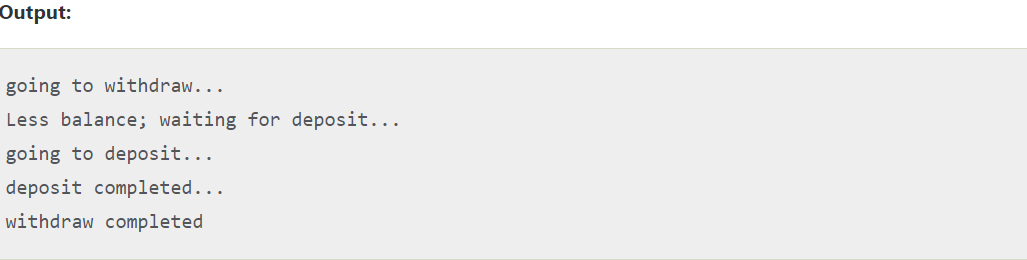 Output:
going to withdraw...
Less balance; waiting for deposit...
going to deposit...
deposit completed...
withdraw completed